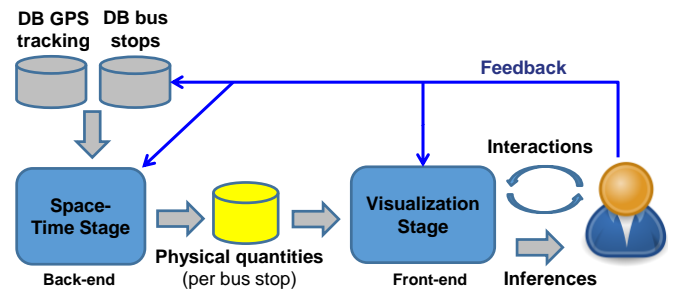 DB GPS
tracking
DB bus
stops
Feedback
Interactions
Space-
Time Stage
Visualization
Stage
Physical quantities
(per bus stop)
Back-end
Front-end
Inferences